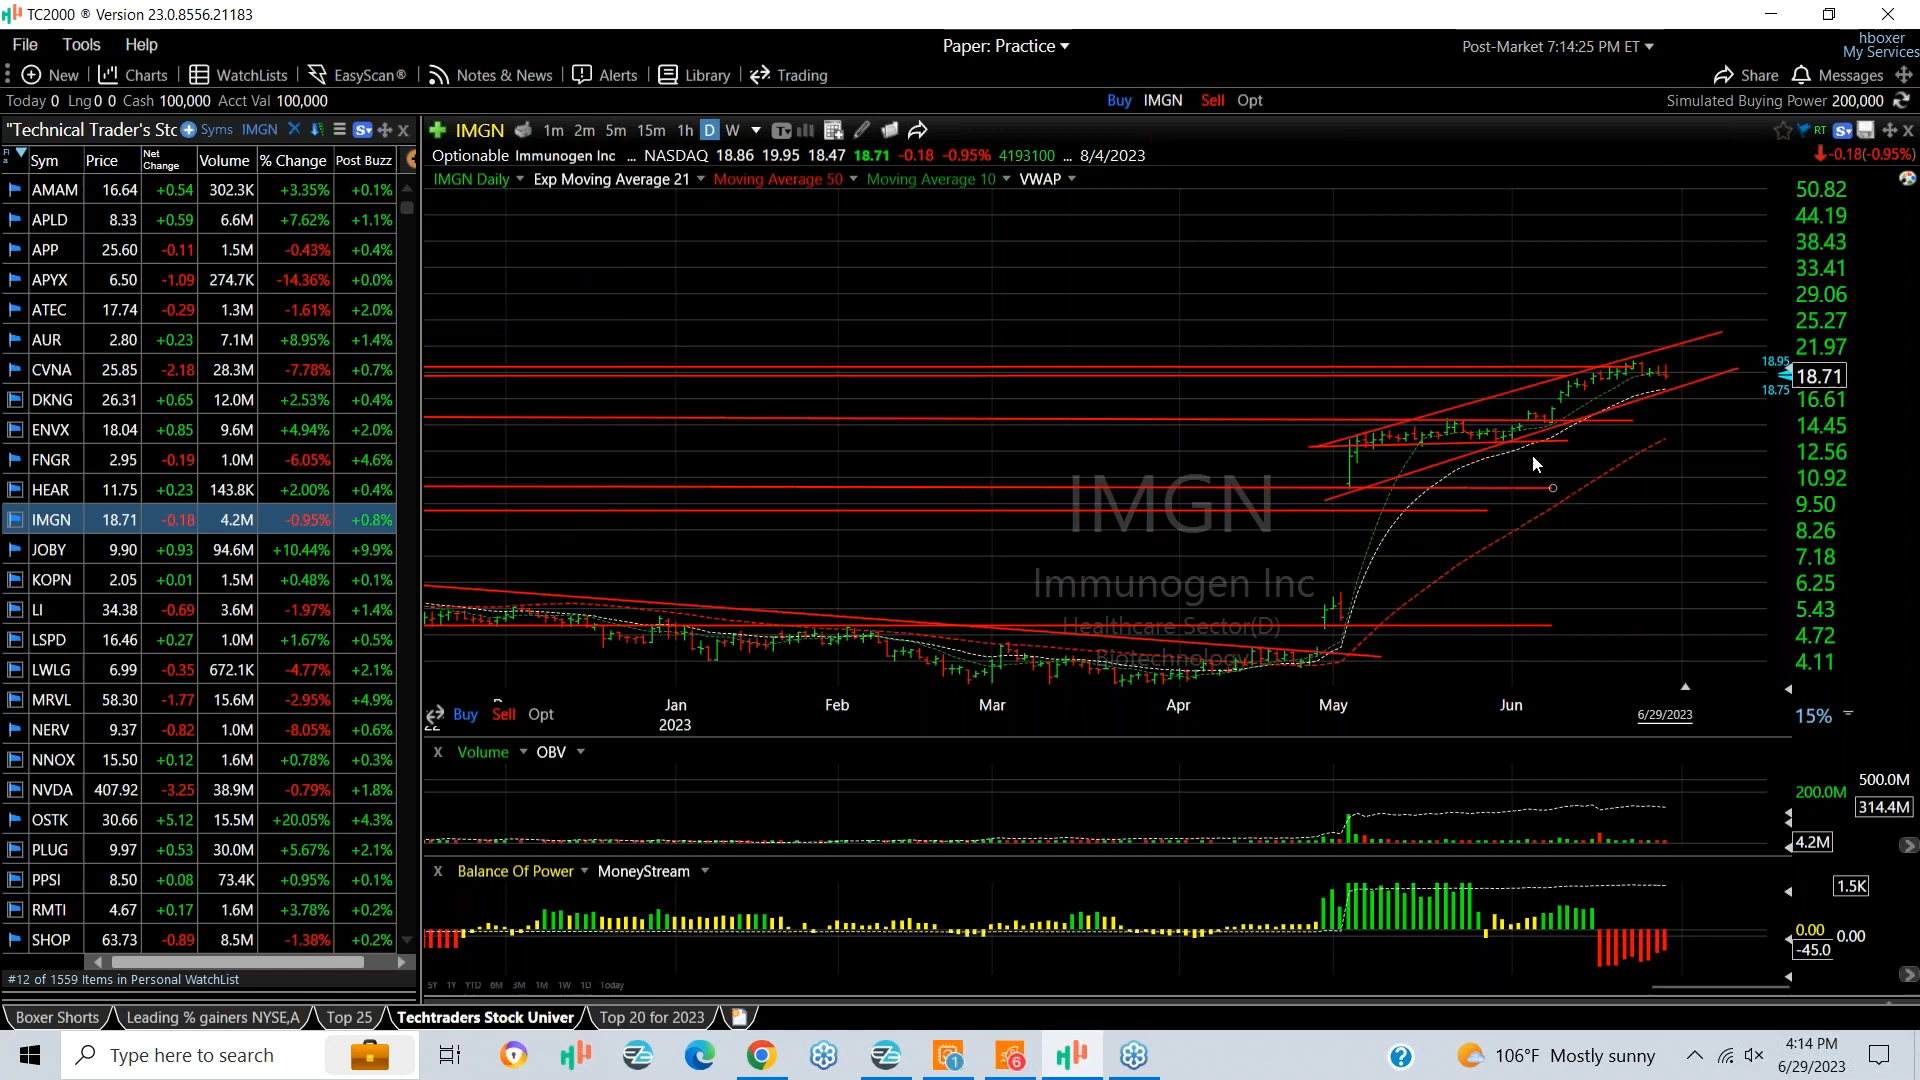 TC2000 ® Version 23.0.8556.21183
File Tools Help
Paper: Practice
Post-Market 7:14:25 PM ET
hboxer
My Services
New Charts WatchLists EasyScan® Notes & News Alerts Library Trading
Share Messages
Today 0 Lng 0 0 Cash 100,000 Acct Val 100,000
Buy IMGN Sell Opt
Simulated Buying Power 200,000
"Technical Trader's Stc Syms IMGN
Sym Price Net Change Volume % Change Post Buzz
AMAM 16.64 +0.54 302.3K +3.35% +0.1%
APLD 8.33 +0.59 6.6M +7.62% +1.1%
APP 25.60 -0.11 1.5M -0.43% +0.4%
APYX 6.50 -1.09 274.7K -14.36% +0.0%
ATEC 17.74 -0.29 1.3M -1.61% +2.0%
AUR 2.80 +0.23 7.1M +8.95% +1.4%
CVNA 25.85 -2.18 28.3M -7.78% +0.7%
DKNG 26.31 +0.65 12.0M +2.53% +0.4%
ENVX 18.04 +0.85 9.6M +4.94% +2.0%
FNGR 2.95 -0.19 1.0M -6.05% +4.6%
HEAR 11.75 +0.23 143.8K +2.00% +0.4%
IMGN 18.71 -0.18 4.2M -0.95% +0.8%
JOBY 9.90 +0.93 94.6M +10.44% +9.9%
KOPN 2.05 +0.01 1.5M +0.48% +0.1%
LI 34.38 -0.69 3.6M -1.97% +1.4%
LSPD 16.46 +0.27 1.0M +1.67% +0.5%
LWLG 6.99 -0.35 672.1K -4.77% +2.1%
MRVL 58.30 -1.77 15.6M -2.95% +4.9%
NERV 9.37 -0.82 1.0M -8.05% +0.6%
NNOX 15.50 +0.12 1.6M +0.78% +0.3%
NVDA 407.92 -3.25 38.9M -0.79% +1.8%
OSTK 30.66 +5.12 15.5M +20.05% +4.3%
PLUG 9.97 +0.53 30.0M +5.67% +2.1%
PPSI 8.50 +0.08 73.4K +0.95% +0.1%
RMTI 4.67 +0.17 1.6M +3.78% +0.2%
SHOP 63.73 -0.89 8.5M -1.38% +0.2%
#12 of 1559 Items in Personal WatchList
IMGN 1m 2m 5m 15m 1h D W
RT
Optionable Immunogen Inc ... NASDAQ 18.86 19.95 18.47 18.71 -0.18 -0.95% 4193100 ... 8/4/2023
-0.18(-0.95%)
IMGN Daily Exp Moving Average 21 Moving Average 50 Moving Average 10 VWAP
50.82
44.19
38.43
33.41
29.06
25.27
21.97
18.95
18.71
18.75
16.61
14.45
12.56
10.92
9.50
8.26
7.18
6.25
5.43
4.72
4.11
15%
IMGN
Immunogen Inc
Healthcare Sector(D)
Biotechnology
Jan Feb Mar Apr May Jun
2023
6/29/2023
Buy Sell Opt
22
X Volume OBV
500.0M
200.0M
314.4M
4.2M
X Balance Of Power MoneyStream
1.5K
0.00
0.00
-45.0
5Y 1Y YTD 6M 3M 1M 1W 1D Today
Boxer Shorts Leading % gainers NYSE,A Top 25 Techtraders Stock Univer Top 20 for 2023
Type here to search
1
6
106°F Mostly sunny
4:14 PM
6/29/2023